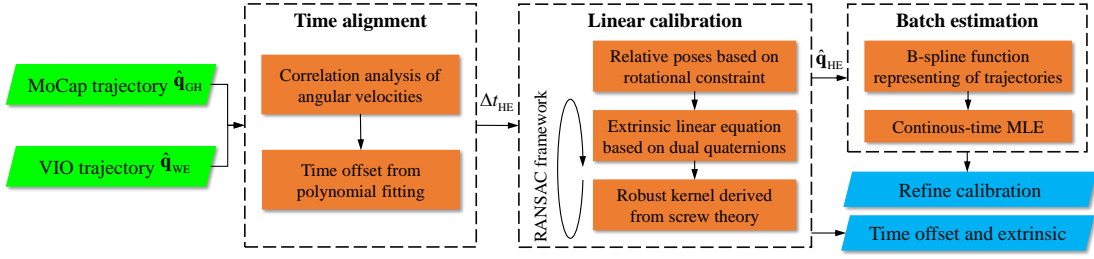 MoCap trajectory q̂GH
VIO trajectory q̂WE
Time alignment
Correlation analysis of
angular velocities
Time offset from
polynomial fitting
ΔtHE
Linear calibration
RANSAC framework
Relative poses based on
rotational constraint
Extrinsic linear equation
based on dual quaternions
Robust kernel derived
from screw theory
q̂HE
Batch estimation
B-spline function
representing of trajectories
Continous-time MLE
Refine calibration
Time offset and extrinsic